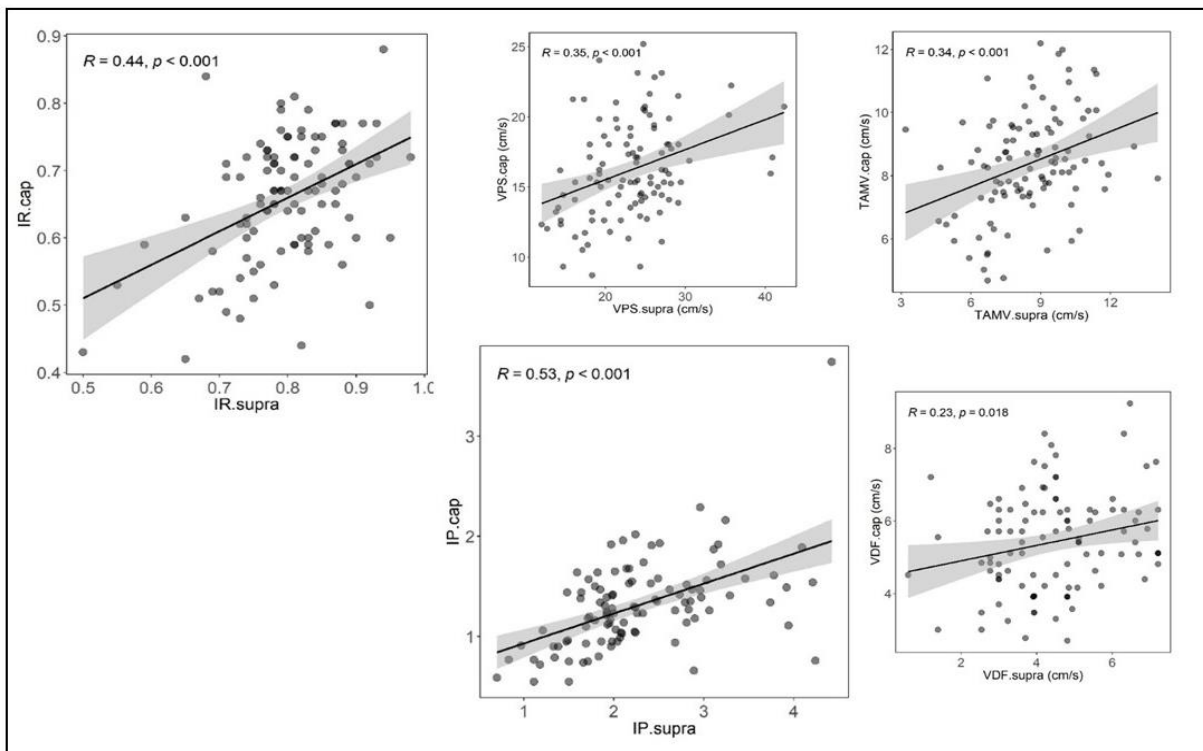 R = 0.44, p < 0.001
0.9
0.8
0.7
0.6
0.5
0.4
IR.cap
0.5 0.6 0.7 0.8 0.9 1.0
IR.supra
R = 0.35, p < 0.001
25
20
15
10
VPS.cap (cm/s)
20 30 40
VPS.supra (cm/s)
R = 0.34, p < 0.001
12
10
8
6
TAMV.cap (cm/s)
3 6 9 12
TAMV.supra (cm/s)
R = 0.53, p < 0.001
3
2
1
IP.cap
1 2 3 4
IP.supra
R = 0.23, p = 0.018
8
6
4
VDF.cap (cm/s)
2 4 6
VDF.supra (cm/s)